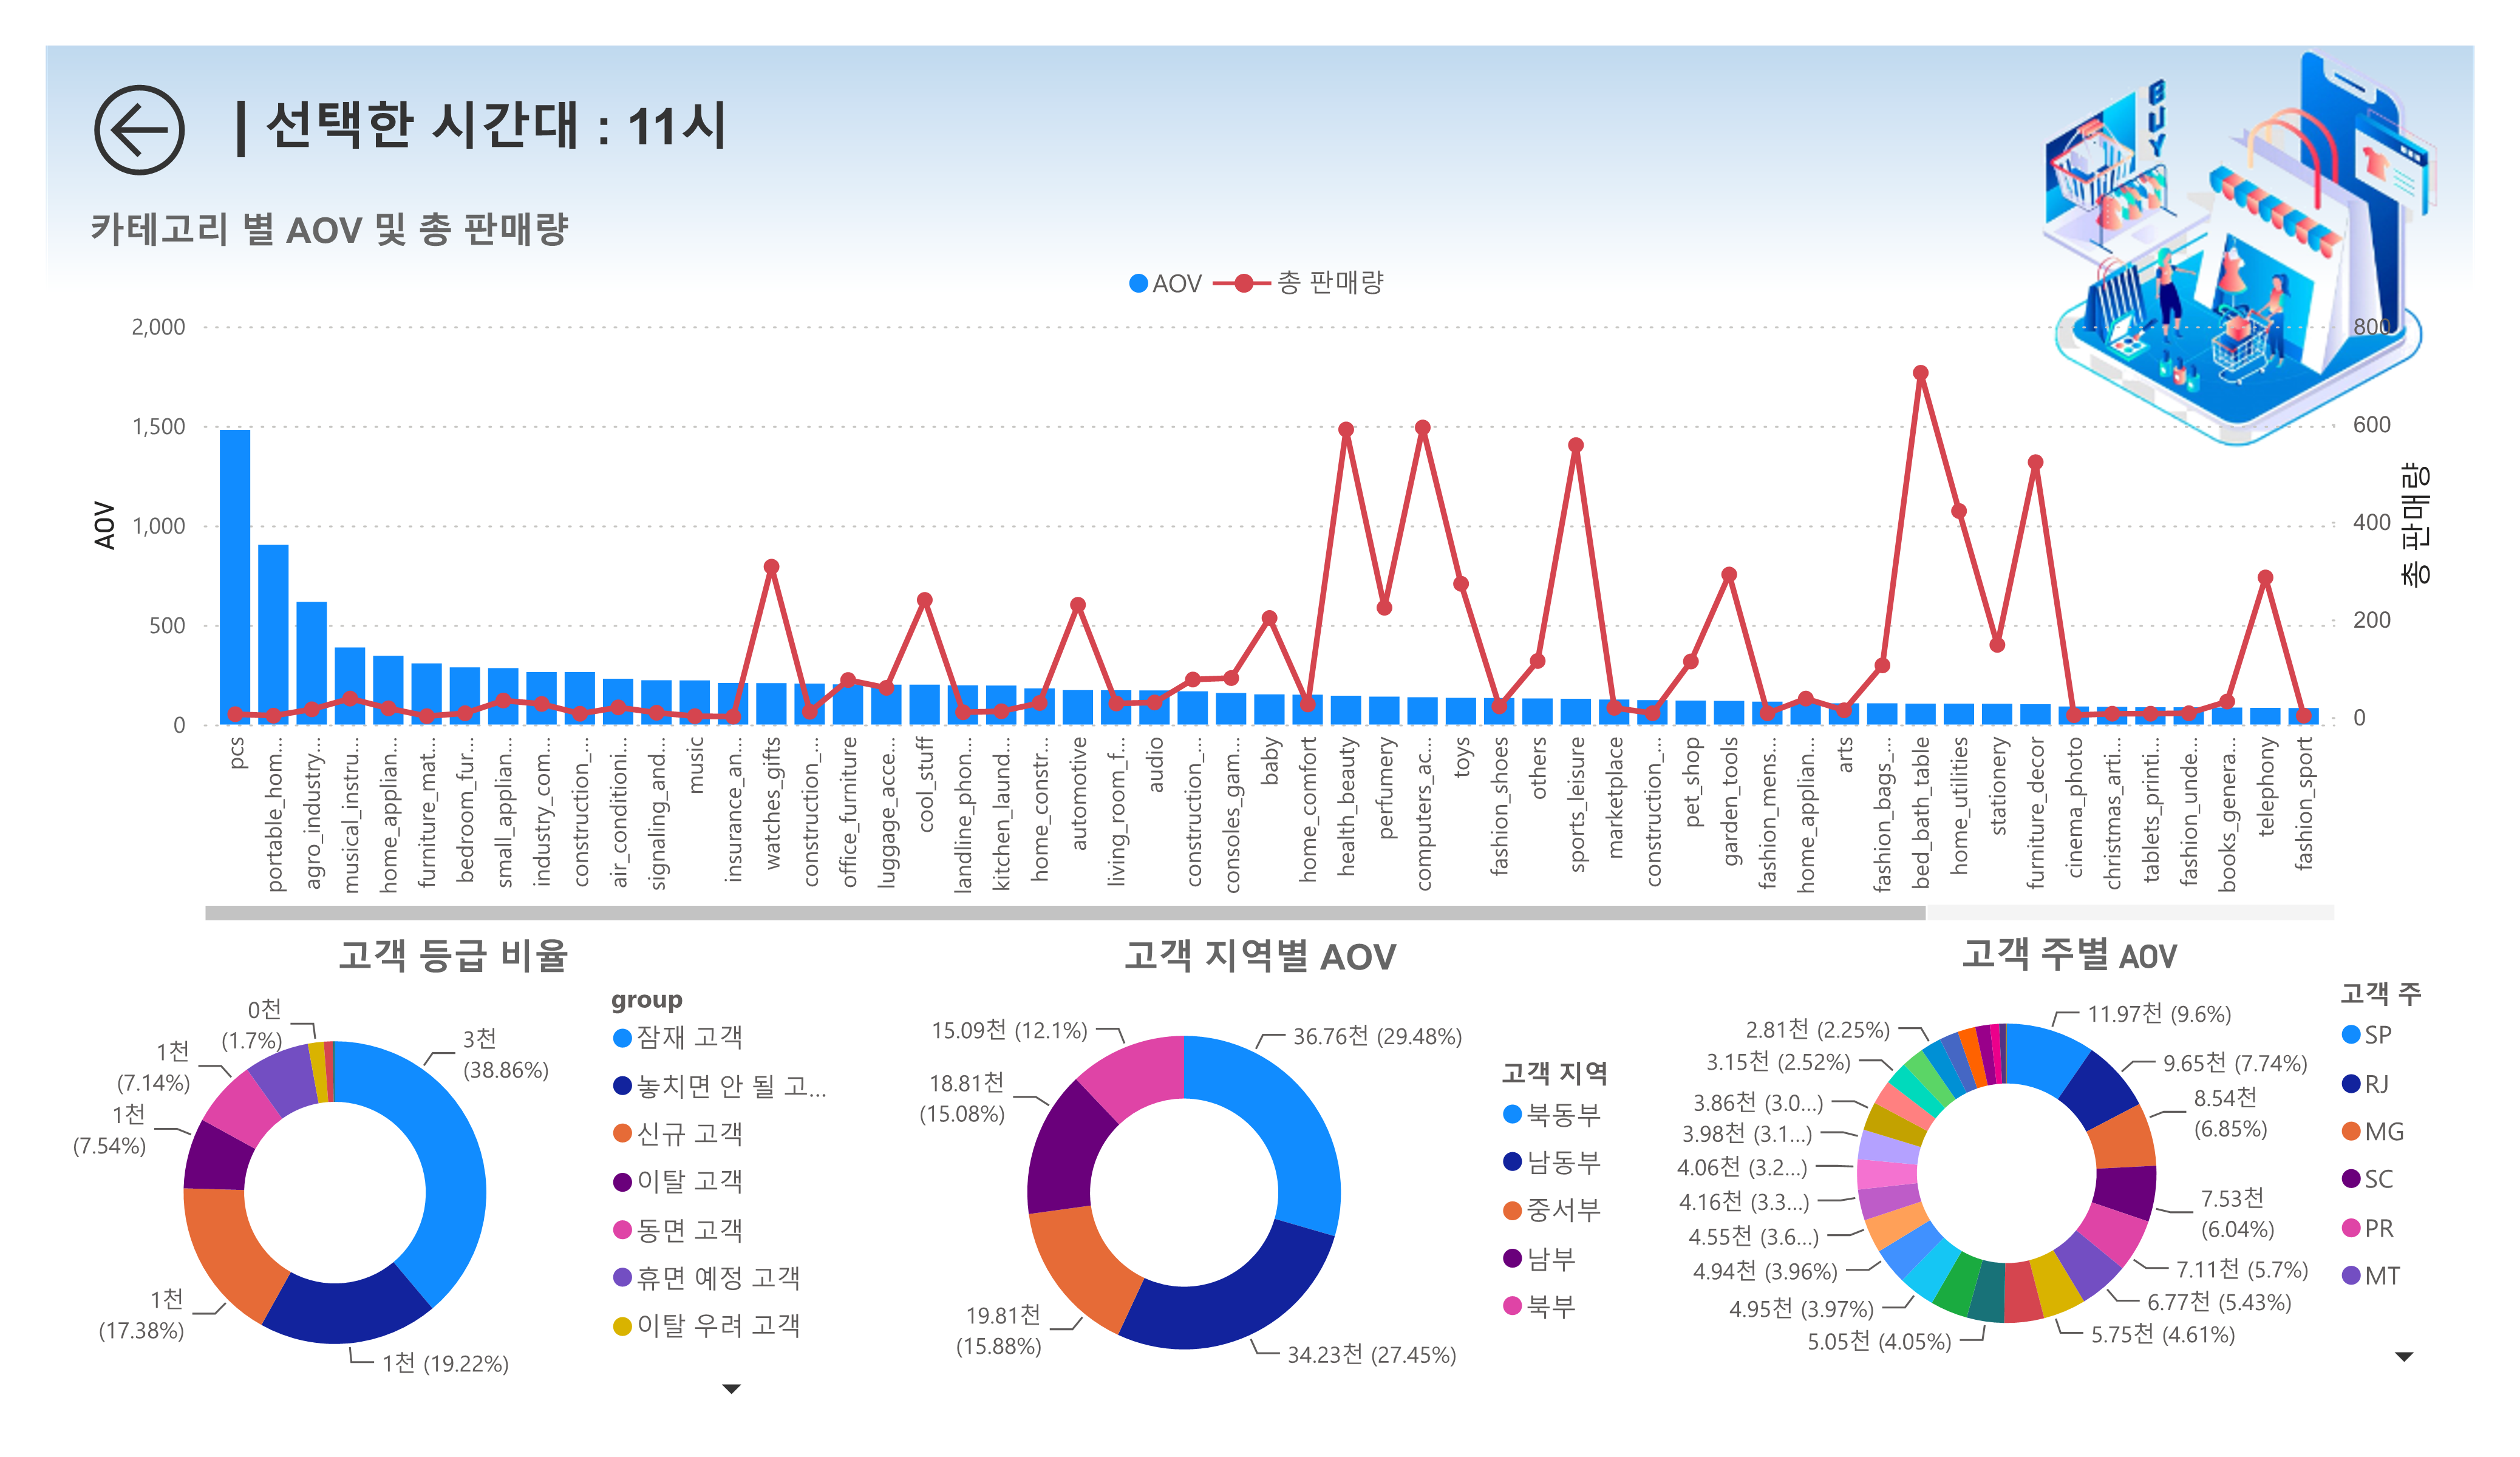 | 선택한 시간대 : 11시
BUY
카테고리 별 AOV 및 총 판매량
AOV
총 판매량
2,000
1,500
1,000
500
0
AOV
800
600
400
200
0
총 판매량
pcs
portable_hom...
agro_industry...
musical_instru...
home_applian...
furniture_mat...
bedroom_fur...
small_applian...
industry_com...
construction_...
air_conditioni...
signaling_and...
music
insurance_an...
watches_gifts
construction_...
office_furniture
luggage_acce...
cool_stuff
landline_phon...
kitchen_laund...
home_constr...
automotive
living_room_f...
audio
construction_...
consoles_gam...
baby
home_comfort
health_beauty
perfumery
computers_ac...
toys
fashion_shoes
others
sports_leisure
marketplace
construction_...
pet_shop
garden_tools
fashion_mens...
home_applian...
arts
fashion_bags_...
bed_bath_table
home_utilities
stationery
furniture_decor
cinema_photo
christmas_arti...
tablets_printi...
fashion_unde...
books_genera...
telephony
fashion_sport
고객 등급 비율
3천
(38.86%)
1천 (19.22%)
1천
(17.38%)
1천
(7.54%)
1천
(7.14%)
0천
(1.7%)
group
잠재 고객
놓치면 안 될 고...
신규 고객
이탈 고객
동면 고객
휴면 예정 고객
이탈 우려 고객
고객 지역별 AOV
36.76천 (29.48%)
34.23천 (27.45%)
19.81천
(15.88%)
18.81천
(15.08%)
15.09천 (12.1%)
고객 지역
북동부
남동부
중서부
남부
북부
고객 주별 AOV
11.97천 (9.6%)
9.65천 (7.74%)
8.54천
(6.85%)
7.53천
(6.04%)
7.11천 (5.7%)
6.77천 (5.43%)
5.75천 (4.61%)
5.05천 (4.05%)
4.95천 (3.97%)
4.94천 (3.96%)
4.55천 (3.6...)
4.16천 (3.3...)
4.06천 (3.2...)
3.98천 (3.1...)
3.86천 (3.0...)
3.15천 (2.52%)
2.81천 (2.25%)
고객 주
SP
RJ
MG
SC
PR
MT